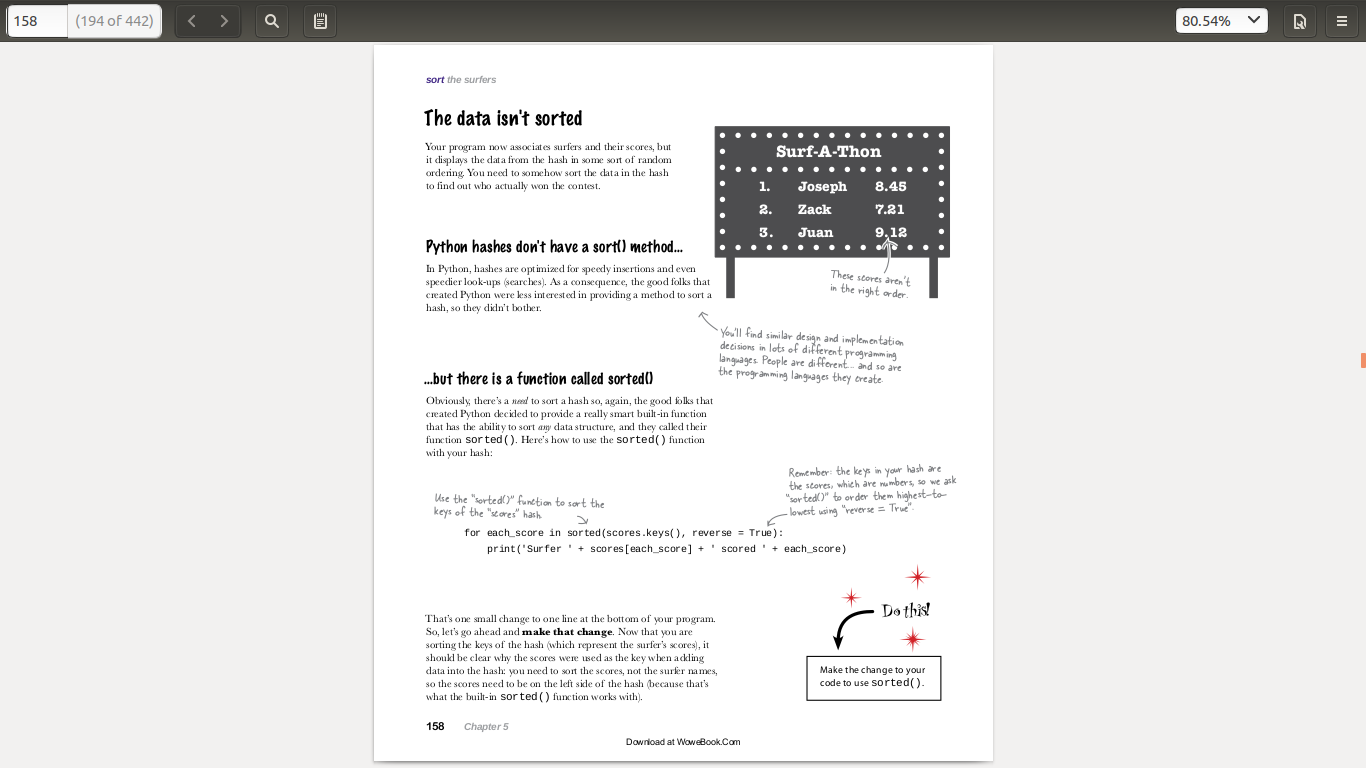 158 (194 of 442) 80.54%
sort the surfers
The data isn't sorted
Your program now associates surfers and their scores, but
it displays the data from the hash in some sort of random
ordering. You need to somehow sort the data in the hash
to find out who actually won the contest.
Surf-A-Thon
1. Joseph 8.45
2. Zack 7.21
3. Juan 9.12
These scores aren't
in the right order.
Python hashes don't have a sort() method...
In Python, hashes are optimized for speedy insertions and even
speedier look-ups (searches). As a consequence, the good folks that
created Python were less interested in providing a method to sort a
hash, so they didn't bother.
You'll find similar design and implementation
decisions in lots of different programming
languages. People are different... and so are
the programming languages they create.
...but there is a function called sorted()
Obviously, there's a need to sort a hash so, again, the good folks that
created Python decided to provide a really smart built-in function
that has the ability to sort any data structure, and they called their
function sorted(). Here's how to use the sorted() function
with your hash:
Use the "sorted()" function to sort the
keys of the "scores" hash.
Remember: the keys in your hash are
the scores, which are numbers, so we ask
"sorted()" to order them highest-to-
lowest using "reverse = True".
for each_score in sorted(scores.keys(), reverse = True):
print('Surfer ' + scores[each_score] + ' scored ' + each_score)
That's one small change to one line at the bottom of your program.
So, let's go ahead and make that change. Now that you are
sorting the keys of the hash (which represent the surfer's scores), it
should be clear why the scores were used as the key when adding
data into the hash: you need to sort the scores, not the surfer names,
so the scores need to be on the left side of the hash (because that's
what the built-in sorted() function works with).
Do this!
Make the change to your
code to use sorted().
158 Chapter 5
Download at WoweBook.Com